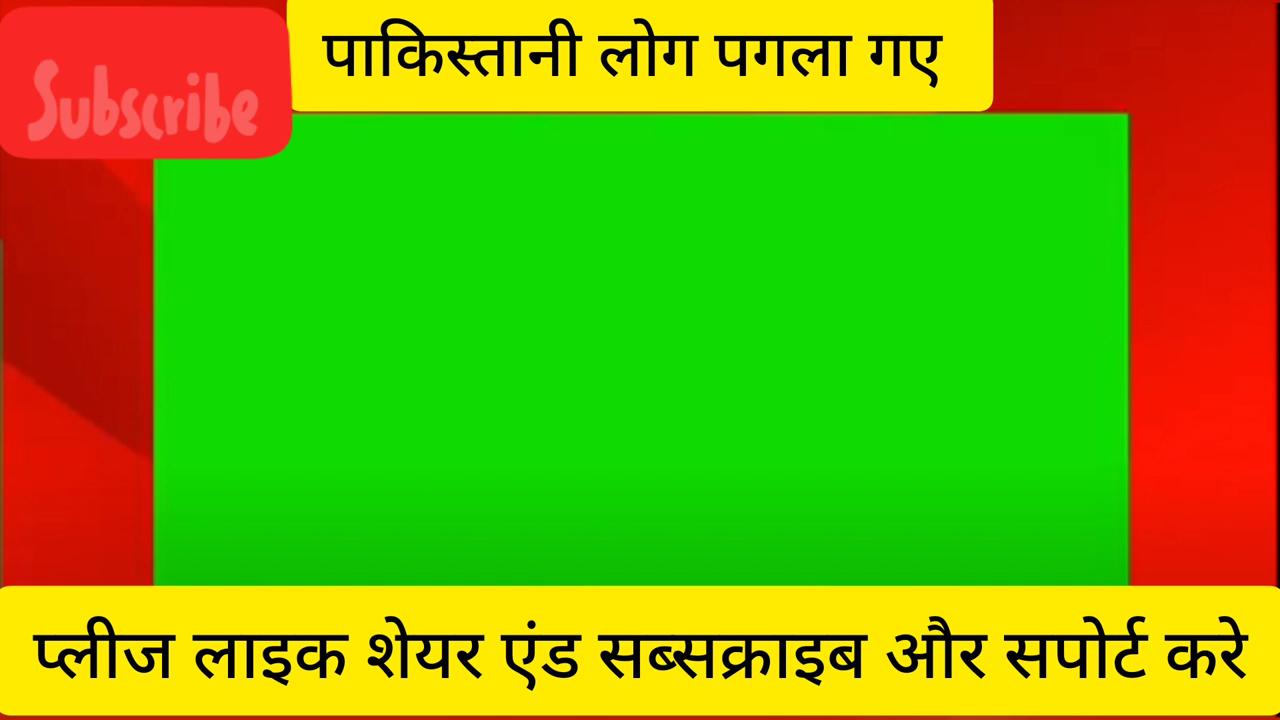 पाकिस्तानी लोग पगला गए
Subscribe
प्लीज लाइक शेयर एंड सब्सक्राइब और सपोर्ट करे